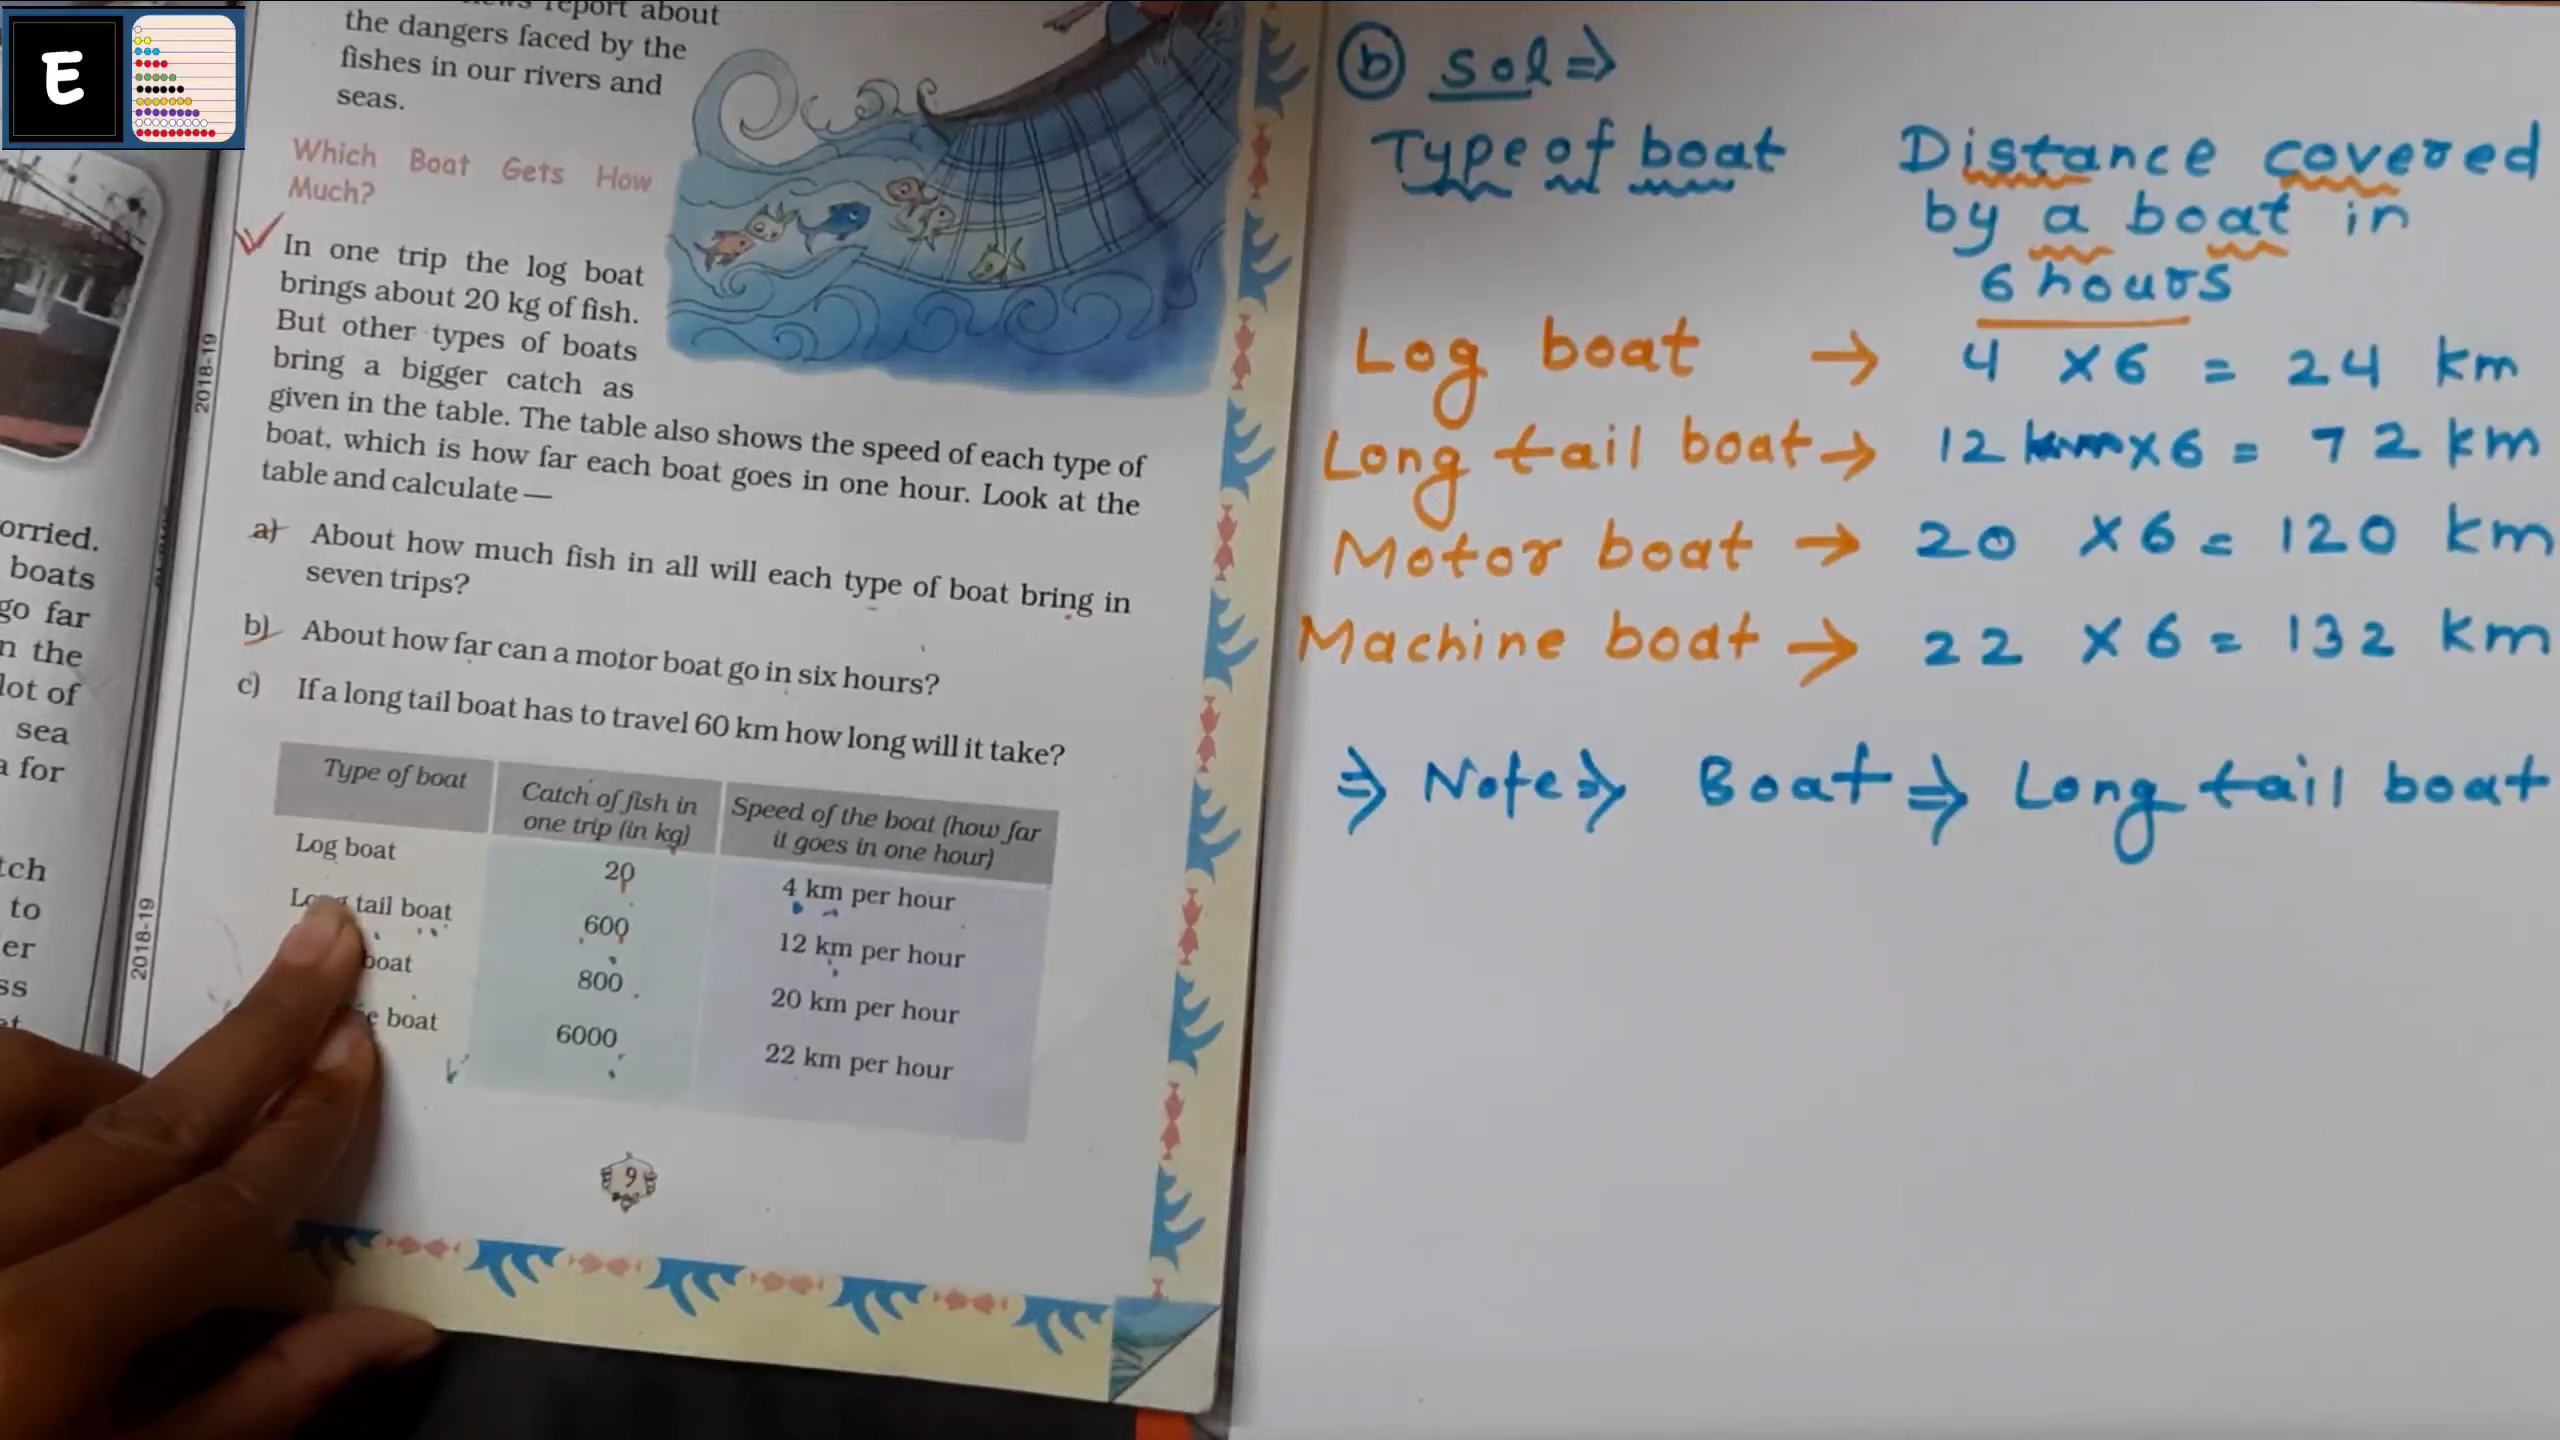 E
report about
the dangers faced by the
fishes in our rivers and
seas.
Which Boat Gets How
Much?
In one trip the log boat
brings about 20 kg of fish.
But other types of boats
bring a bigger catch as
given in the table. The table also shows the speed of each type of
boat, which is how far each boat goes in one hour. Look at the
table and calculate —
a) About how much fish in all will each type of boat bring in
seven trips?
b) About how far can a motor boat go in six hours?
c) If a long tail boat has to travel 60 km how long will it take?
Type of boat Catch of fish in one trip (in kg) Speed of the boat (how far it goes in one hour)
Log boat 20 4 km per hour
Long tail boat 600 12 km per hour
boat 800 20 km per hour
boat 6000 22 km per hour
9
2018-19
2018-19
orried.
boats
go far
n the
lot of
sea
a for
tch
to
er
ss
b sol⇒
Type of boat Distance covered
by a boat in
6 hours
Log boat → 4 ×6 = 24 km
Long tail boat→ 12 ×6 = 72 km
Motor boat → 20 ×6 = 120 km
Machine boat → 22 ×6 = 132 km
⇒ Note⇒ Boat ⇒ Long tail boat